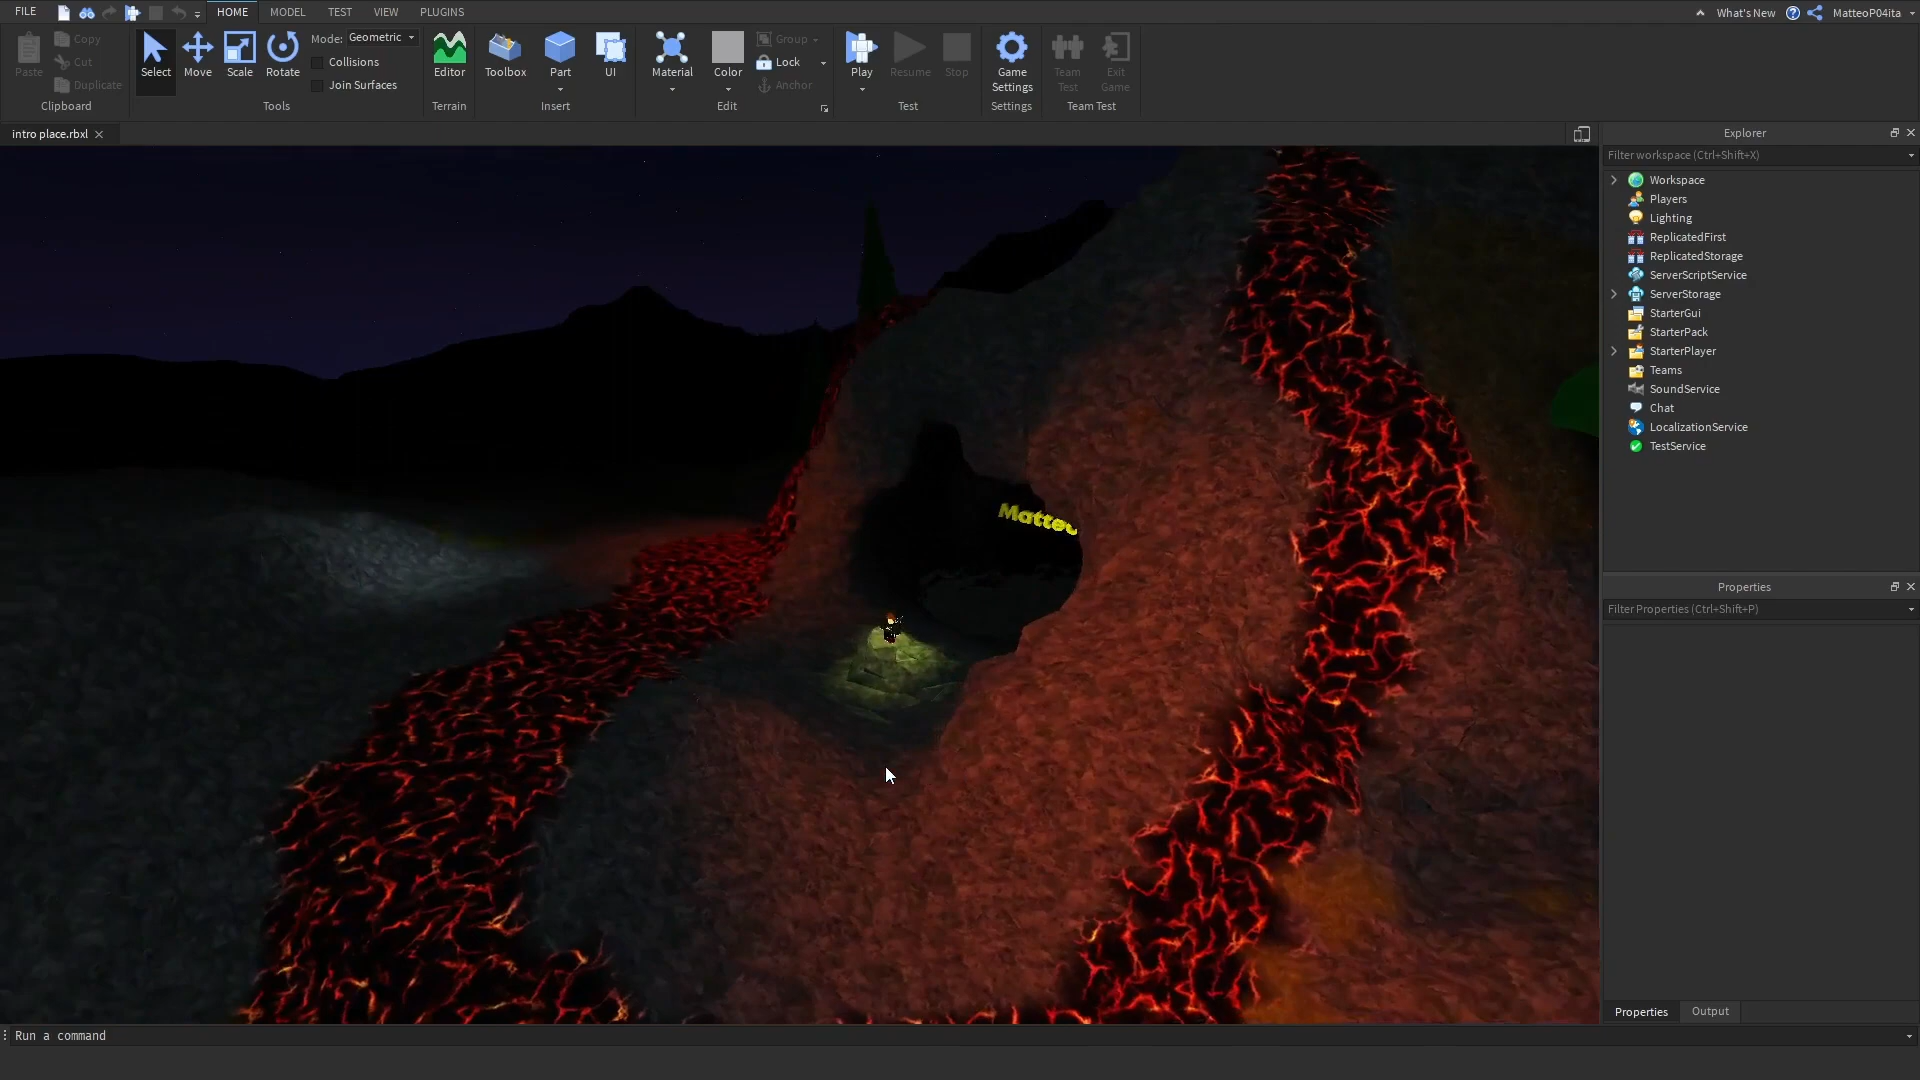 FILE HOME MODEL TEST VIEW PLUGINS What's New MatteoP04ita
Paste
Copy
Cut
Duplicate
Clipboard
Select Move Scale Rotate
Mode: Geometric
Collisions
Join Surfaces
Tools
Editor
Terrain
Toolbox Part UI
Insert
Material Color
Group
Lock
Anchor
Edit
Play Resume Stop
Test
Game
Settings
Settings
Team
Test
Exit
Game
Team Test
intro place.rbxl
Matteo
Explorer
Filter workspace (Ctrl+Shift+X)
Workspace
Players
Lighting
ReplicatedFirst
ReplicatedStorage
ServerScriptService
ServerStorage
StarterGui
StarterPack
StarterPlayer
Teams
SoundService
Chat
LocalizationService
TestService
Properties
Filter Properties (Ctrl+Shift+P)
Properties Output
Run a command